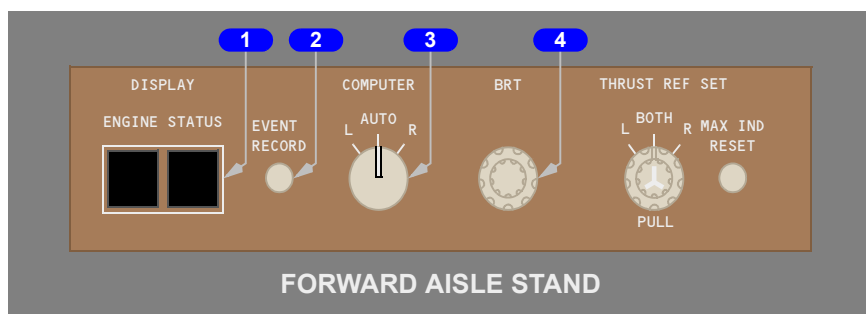 1 2 3 4
DISPLAY COMPUTER BRT THRUST REF SET
ENGINE STATUS
EVENT
RECORD
L AUTO R
L BOTH R
MAX IND
RESET
PULL
FORWARD AISLE STAND